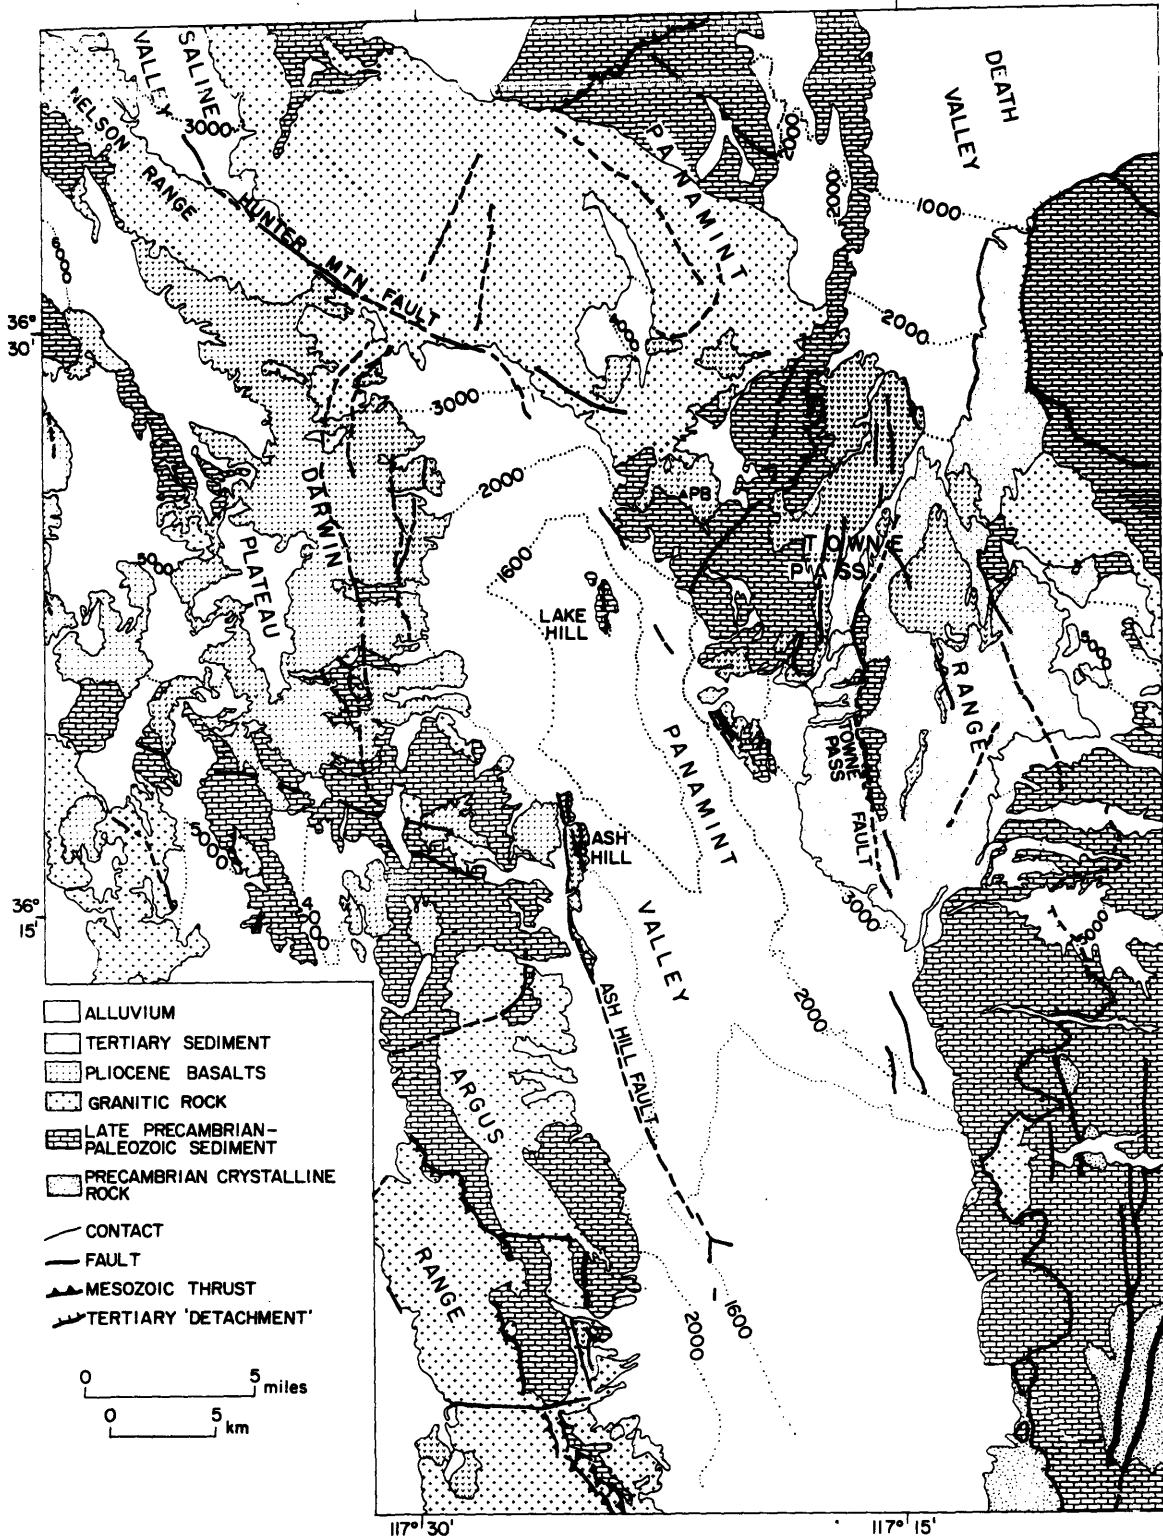 SALINE
VALLEY
NELSON RANGE
3000
HUNTER MTN FAULT
PANAMINT
2000
2000
DEATH
VALLEY
1000
2000
6000
36°
30'
3000
2000
1600
DARWIN
PLATEAU
5000
PB
TOWNE
PASS
LAKE
HILL
RANGE
5000
PANAMINT
VALLEY
TOWNE
PASS
FAULT
ASH
HILL
5000
4000
3000
5000
36°
15'
2000
ASH HILL FAULT
ARGUS
RANGE
2000
1600
ALLUVIUM
TERTIARY SEDIMENT
PLIOCENE BASALTS
GRANITIC ROCK
LATE PRECAMBRIAN-
PALEOZOIC SEDIMENT
PRECAMBRIAN CRYSTALLINE
ROCK
CONTACT
FAULT
MESOZOIC THRUST
TERTIARY 'DETACHMENT'
0 5 miles
0 5 km
117° 30'
117° 15'